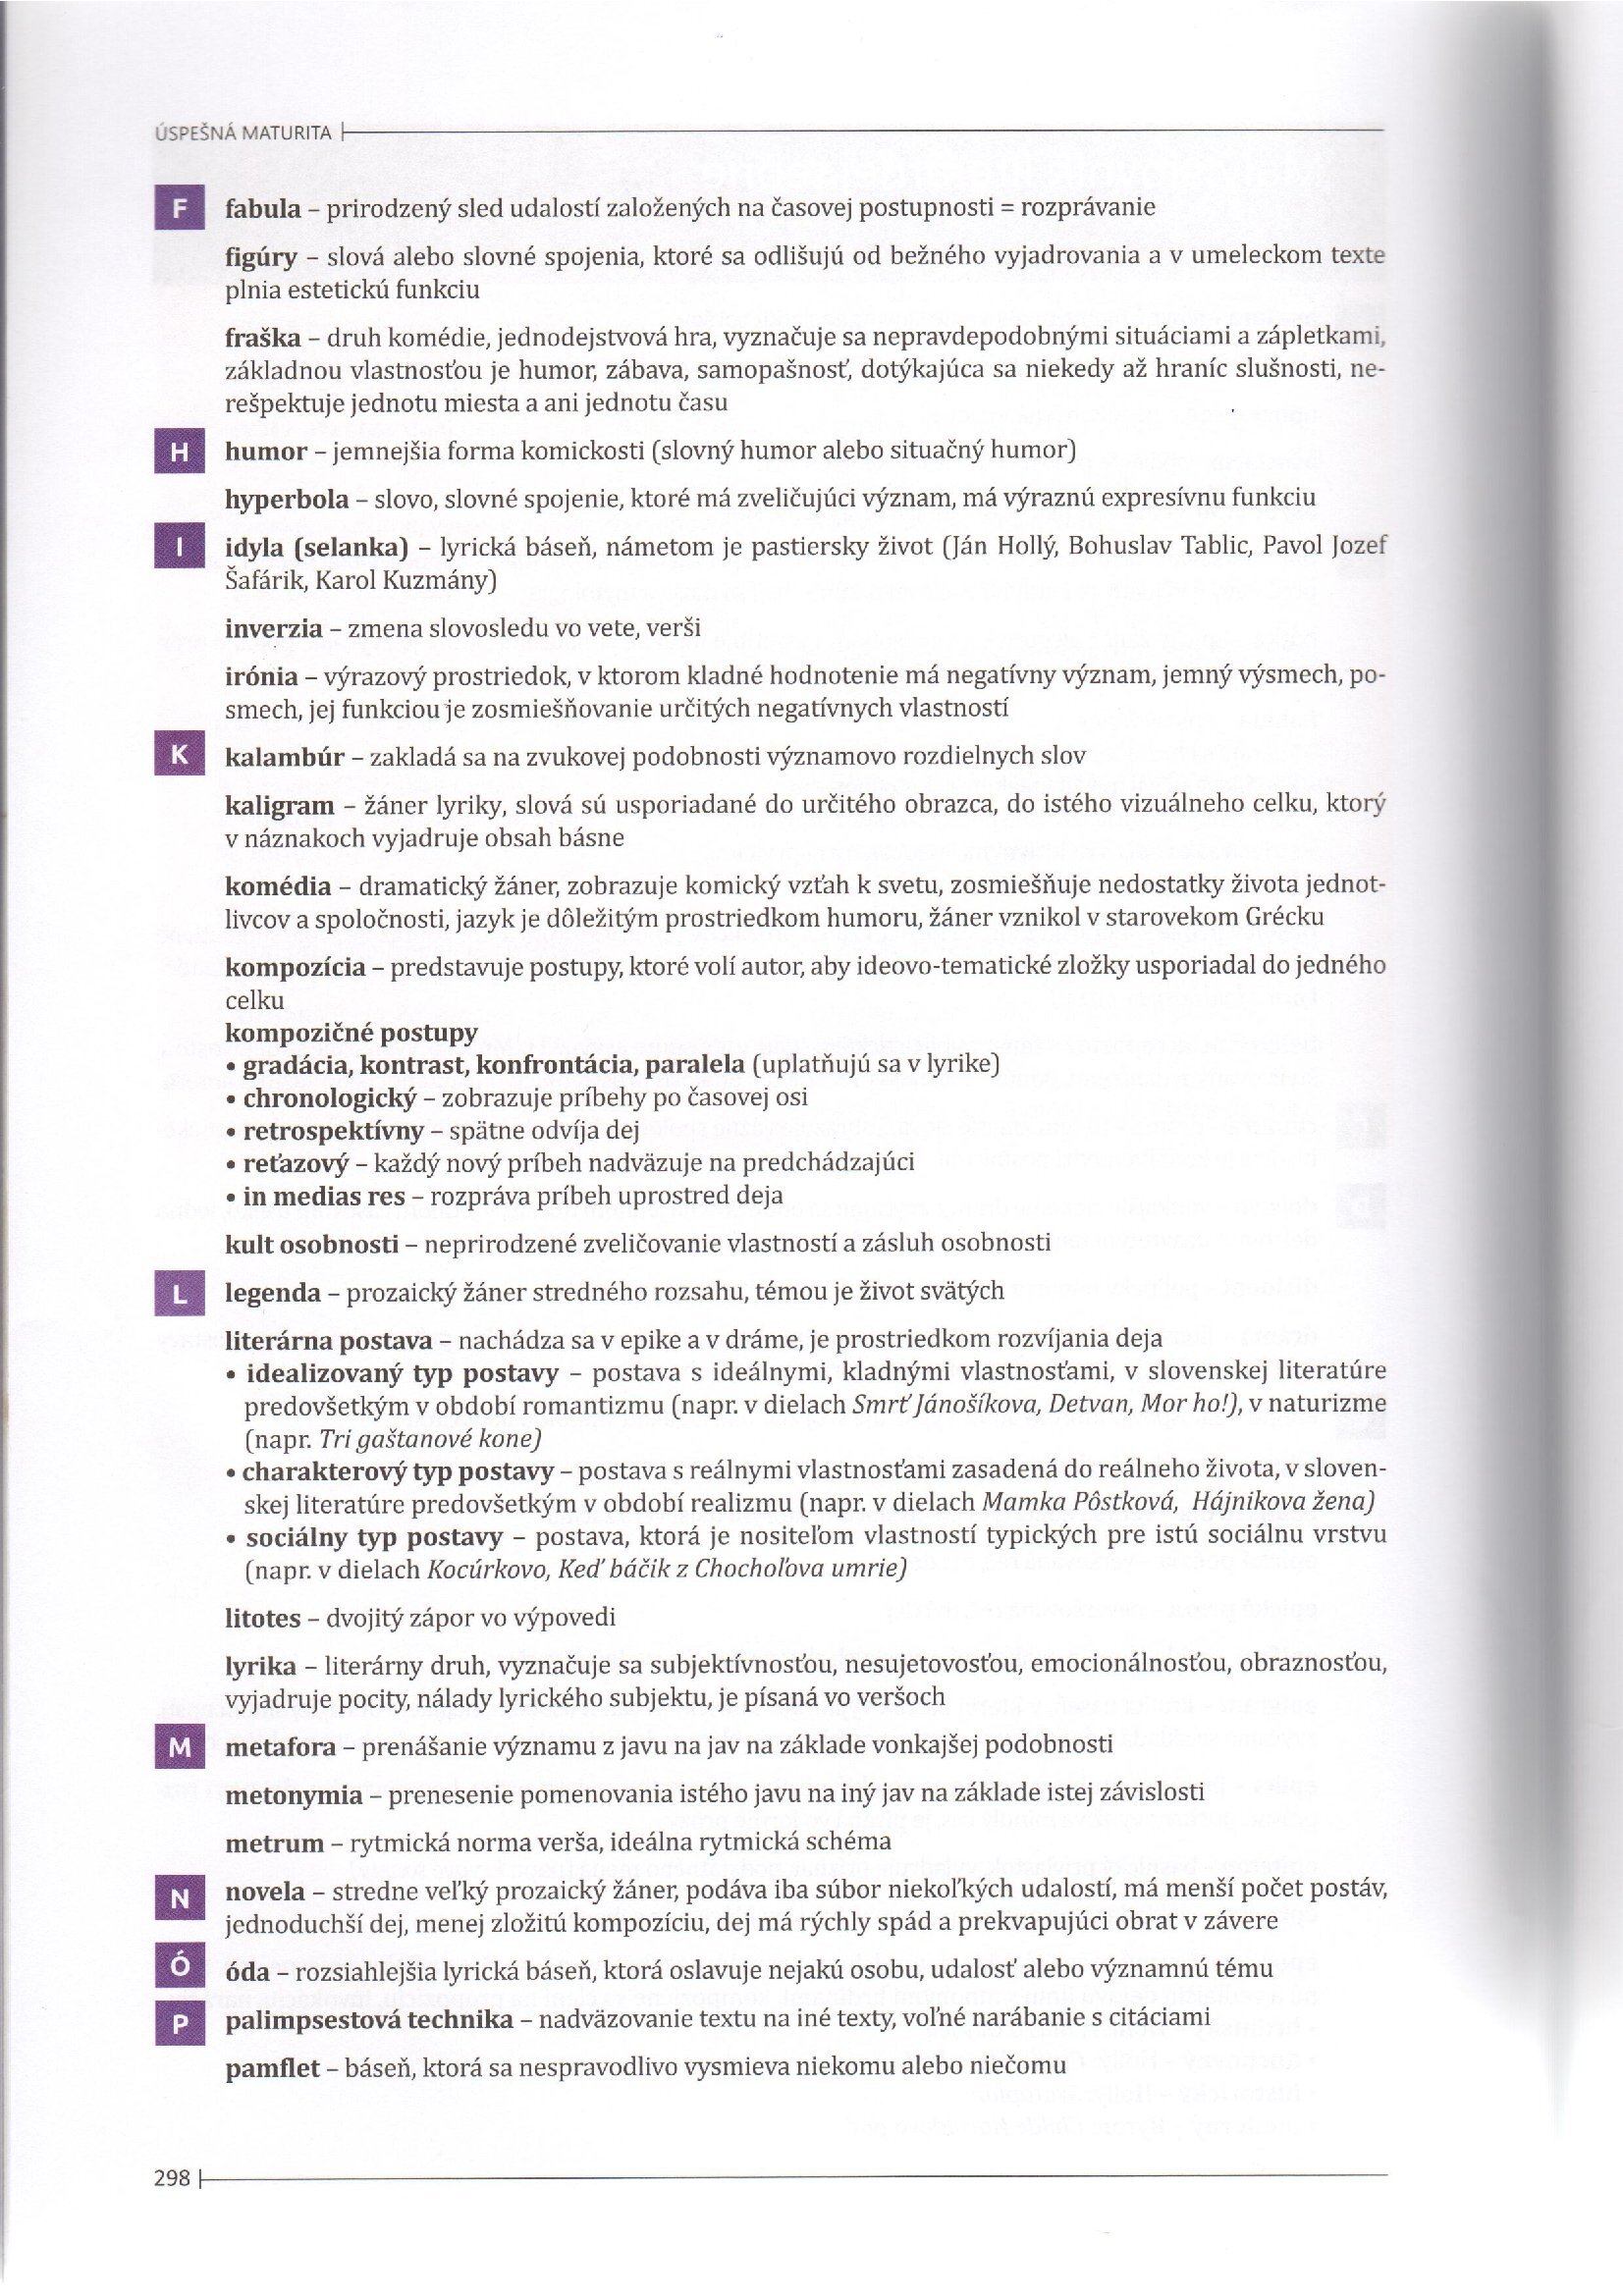 ÚSPEŠNÁ MATURITA
F fabula – prirodzený sled udalostí založených na časovej postupnosti = rozprávanie
figúry – slová alebo slovné spojenia, ktoré sa odlišujú od bežného vyjadrovania a v umeleckom texte
plnia estetickú funkciu
fraška – druh komédie, jednodejstvová hra, vyznačuje sa nepravdepodobnými situáciami a zápletkami,
základnou vlastnosťou je humor, zábava, samopašnosť, dotýkajúca sa niekedy až hraníc slušnosti, ne-
rešpektuje jednotu miesta a ani jednotu času
H humor – jemnejšia forma komickosti (slovný humor alebo situačný humor)
hyperbola – slovo, slovné spojenie, ktoré má zveličujúci význam, má výraznú expresívnu funkciu
I idyla (selanka) – lyrická báseň, námetom je pastiersky život (Ján Hollý, Bohuslav Tablic, Pavol Jozef
Šafárik, Karol Kuzmány)
inverzia – zmena slovosledu vo vete, verši
irónia – výrazový prostriedok, v ktorom kladné hodnotenie má negatívny význam, jemný výsmech, po-
smech, jej funkciou je zosmiešňovanie určitých negatívnych vlastností
K kalambúr – zakladá sa na zvukovej podobnosti významovo rozdielnych slov
kaligram – žáner lyriky, slová sú usporiadané do určitého obrazca, do istého vizuálneho celku, ktorý
v náznakoch vyjadruje obsah básne
komédia – dramatický žáner, zobrazuje komický vzťah k svetu, zosmiešňuje nedostatky života jednot-
livcov a spoločnosti, jazyk je dôležitým prostriedkom humoru, žáner vznikol v starovekom Grécku
kompozícia – predstavuje postupy, ktoré volí autor, aby ideovo-tematické zložky usporiadal do jedného
celku
kompozičné postupy
• gradácia, kontrast, konfrontácia, paralela (uplatňujú sa v lyrike)
• chronologický – zobrazuje príbehy po časovej osi
• retrospektívny – spätne odvíja dej
• reťazový – každý nový príbeh nadväzuje na predchádzajúci
• in medias res – rozpráva príbeh uprostred deja
kult osobnosti – neprirodzené zveličovanie vlastností a zásluh osobnosti
L legenda – prozaický žáner stredného rozsahu, témou je život svätých
literárna postava – nachádza sa v epike a v dráme, je prostriedkom rozvíjania deja
• idealizovaný typ postavy – postava s ideálnymi, kladnými vlastnosťami, v slovenskej literatúre
predovšetkým v období romantizmu (napr. v dielach Smrť Jánošíkova, Detvan, Mor ho!), v naturizme
(napr. Tri gaštanové kone)
• charakterový typ postavy – postava s reálnymi vlastnosťami zasadená do reálneho života, v sloven-
skej literatúre predovšetkým v období realizmu (napr. v dielach Mamka Pôstková, Hájnikova žena)
• sociálny typ postavy – postava, ktorá je nositeľom vlastností typických pre istú sociálnu vrstvu
(napr. v dielach Kocúrkovo, Keď báčik z Chochoľova umrie)
litotes – dvojitý zápor vo výpovedi
lyrika – literárny druh, vyznačuje sa subjektívnosťou, nesujetovosťou, emocionálnosťou, obraznosťou,
vyjadruje pocity, nálady lyrického subjektu, je písaná vo veršoch
M metafora – prenášanie významu z javu na jav na základe vonkajšej podobnosti
metonymia – prenesenie pomenovania istého javu na iný jav na základe istej závislosti
metrum – rytmická norma verša, ideálna rytmická schéma
N novela – stredne veľký prozaický žáner, podáva iba súbor niekoľkých udalostí, má menší počet postáv,
jednoduchší dej, menej zložitú kompozíciu, dej má rýchly spád a prekvapujúci obrat v závere
Ó óda – rozsiahlejšia lyrická báseň, ktorá oslavuje nejakú osobu, udalosť alebo významnú tému
P palimpsestová technika – nadväzovanie textu na iné texty, voľné narábanie s citáciami
pamflet – báseň, ktorá sa nespravodlivo vysmieva niekomu alebo niečomu
298